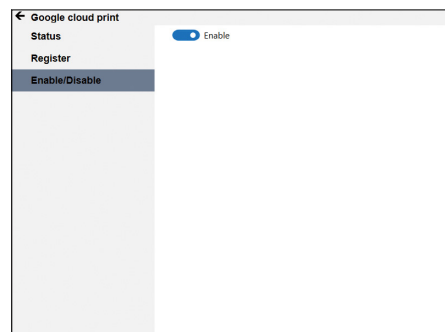 Google cloud print
Status
Enable
Register
Enable/Disable